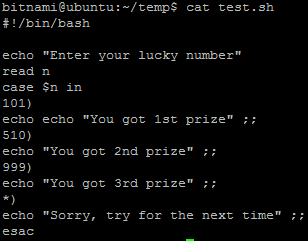 bitnami@ubuntu:~/temp$ cat test.sh
#!/bin/bash
echo "Enter your lucky number"
read n
case $n in
101)
echo echo "You got 1st prize" ;;
510)
echo "You got 2nd prize" ;;
999)
echo "You got 3rd prize" ;;
*)
echo "Sorry, try for the next time" ;;
esac